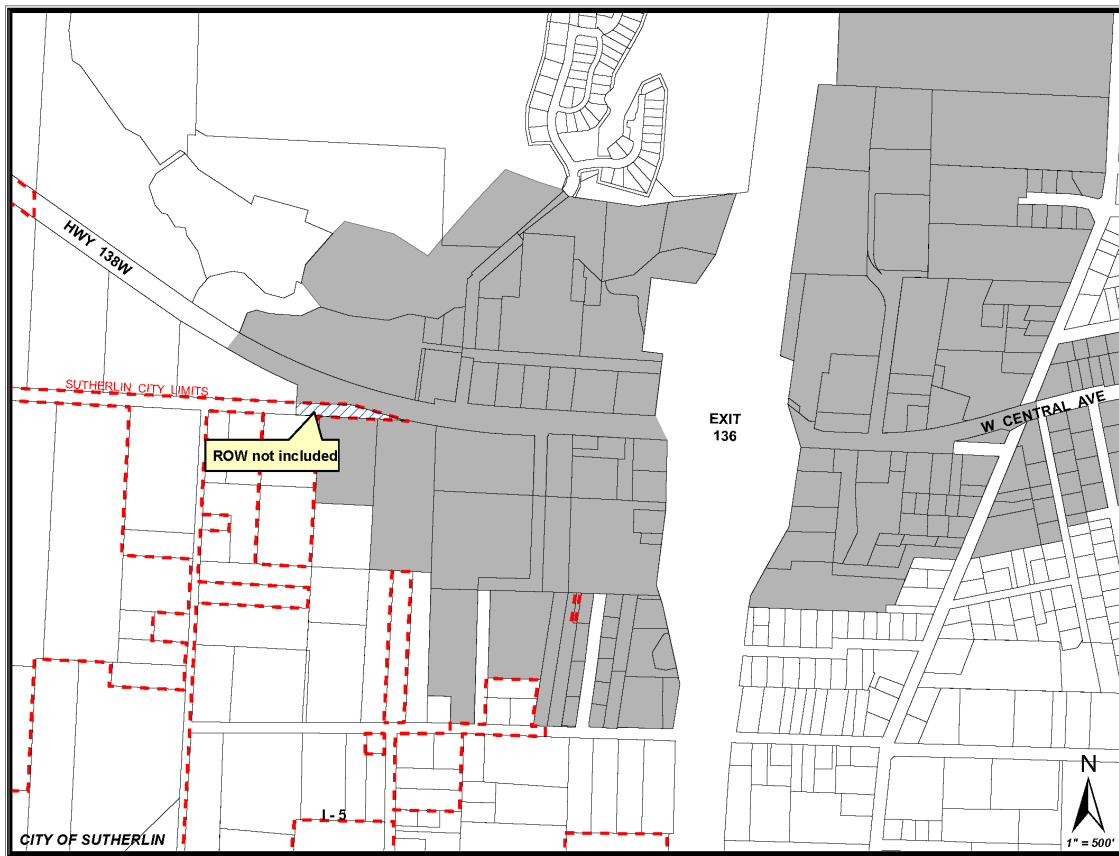 HWY 138W
SUTHERLIN CITY LIMITS
ROW not included
EXIT
136
W CENTRAL AVE
I - 5
CITY OF SUTHERLIN
N
1" = 500'